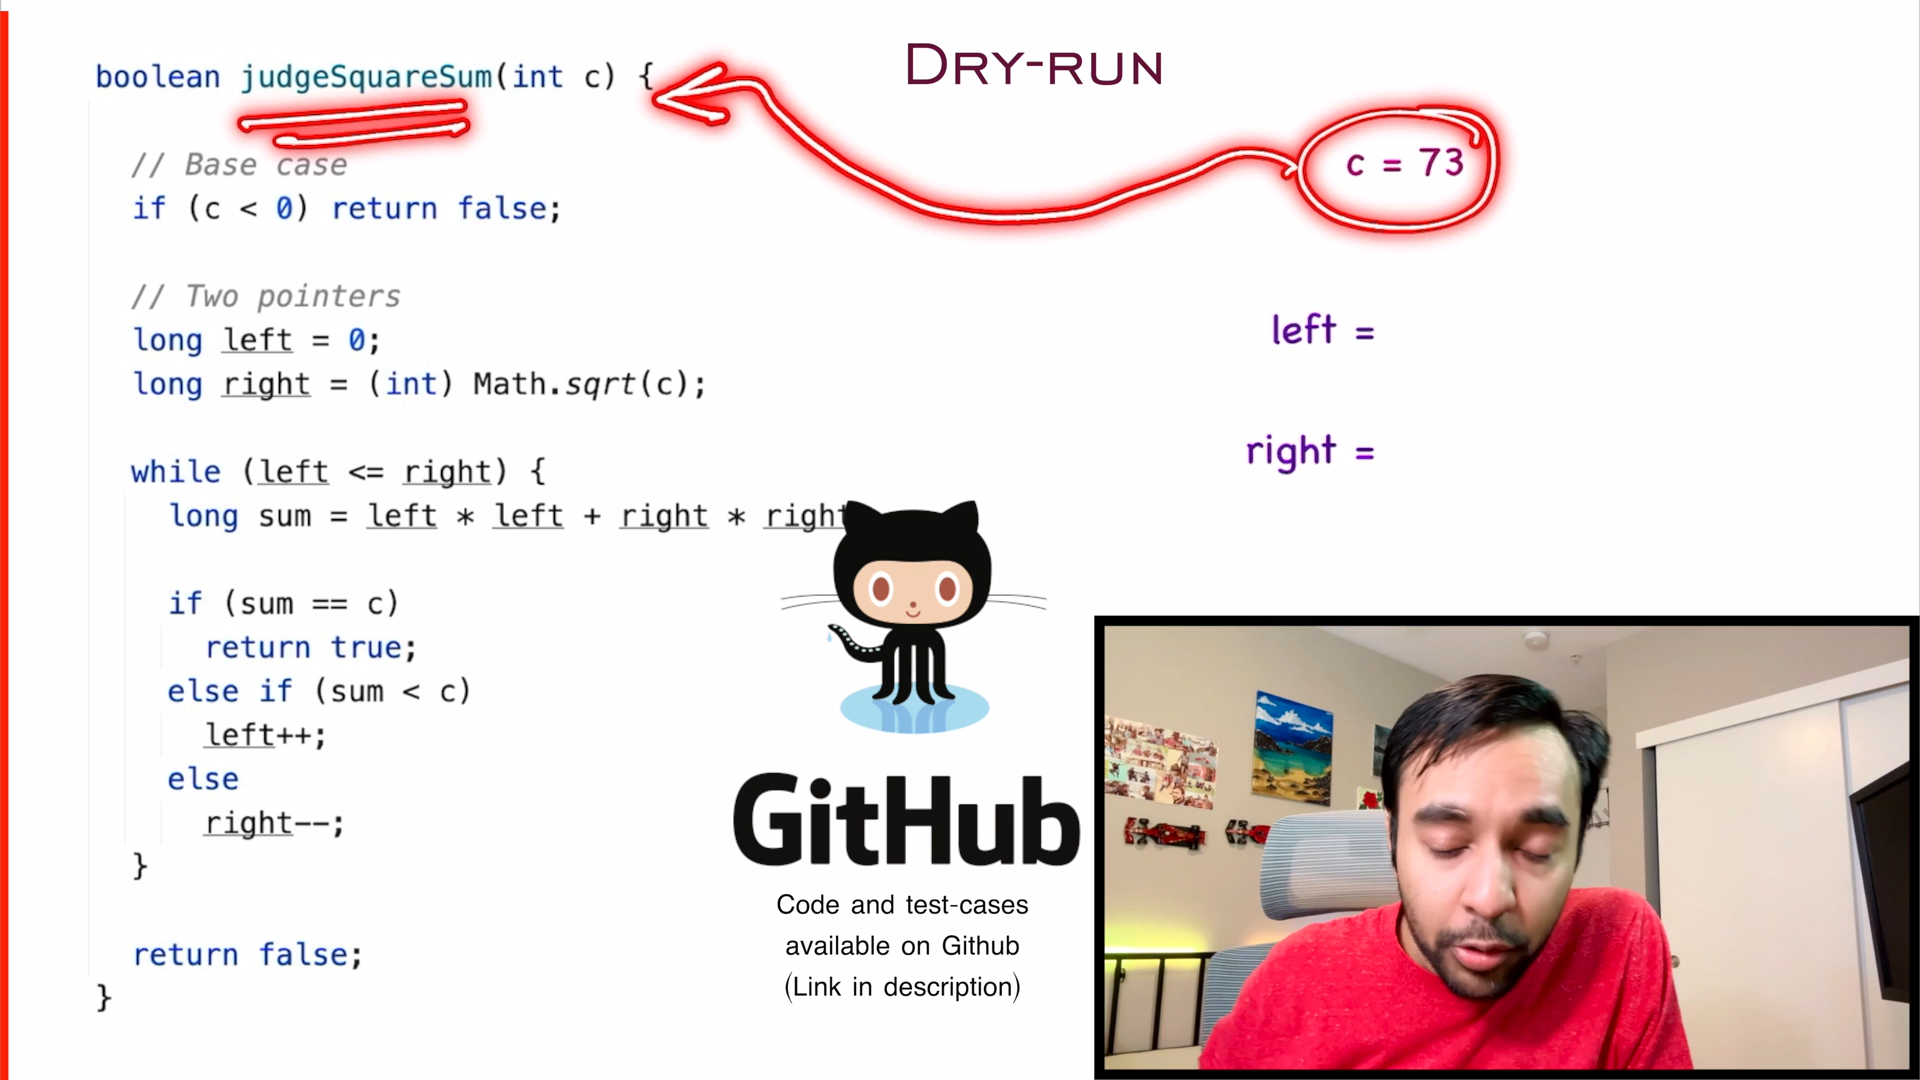 boolean judgeSquareSum(int c) {
// Base case
if (c < 0) return false;
// Two pointers
long left = 0;
long right = (int) Math.sqrt(c);
while (left <= right) {
long sum = left * left + right * right
if (sum == c)
return true;
else if (sum < c)
left++;
else
right--;
}
return false;
}
Dry-run
c = 73
left =
right =
GitHub
Code and test-cases
available on Github
(Link in description)